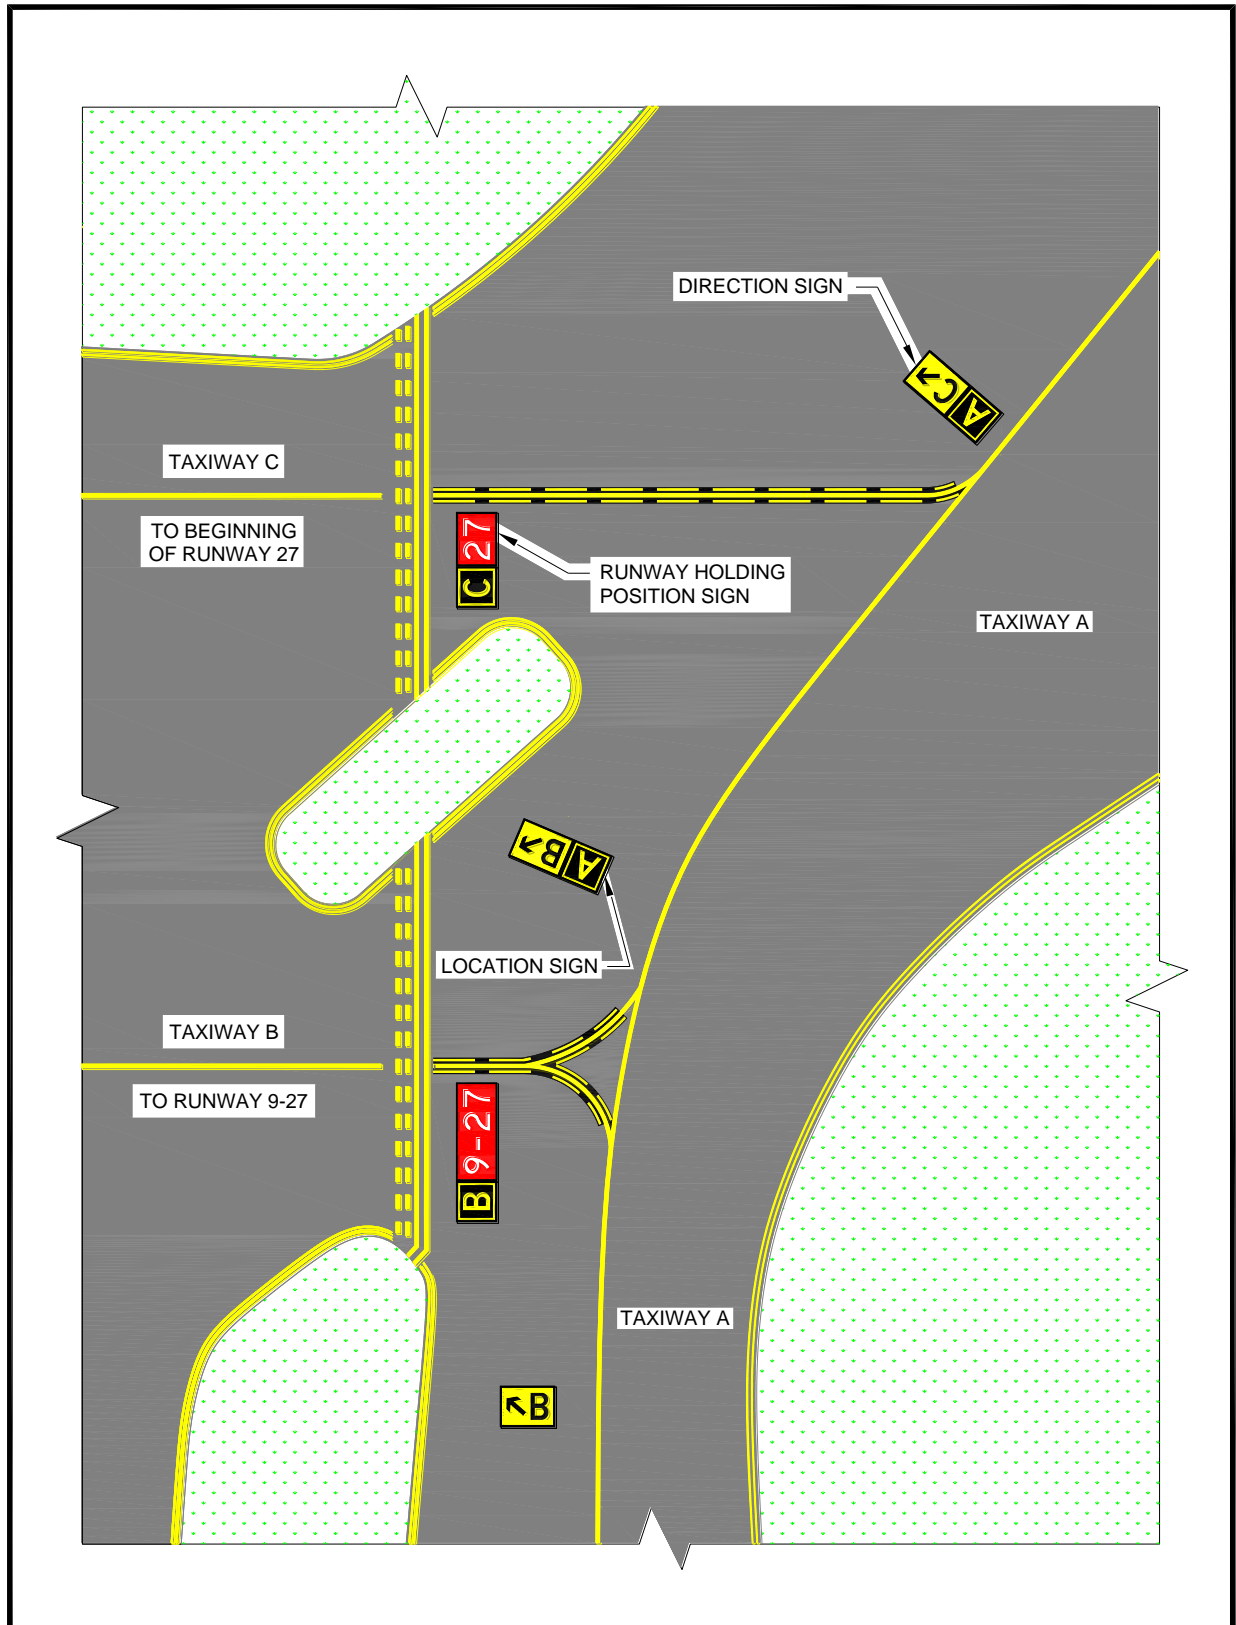 DIRECTION SIGN
C
A
TAXIWAY C
TO BEGINNING
OF RUNWAY 27
27
C
RUNWAY HOLDING
POSITION SIGN
TAXIWAY A
B
A
LOCATION SIGN
TAXIWAY B
TO RUNWAY 9-27
9-27
B
TAXIWAY A
B